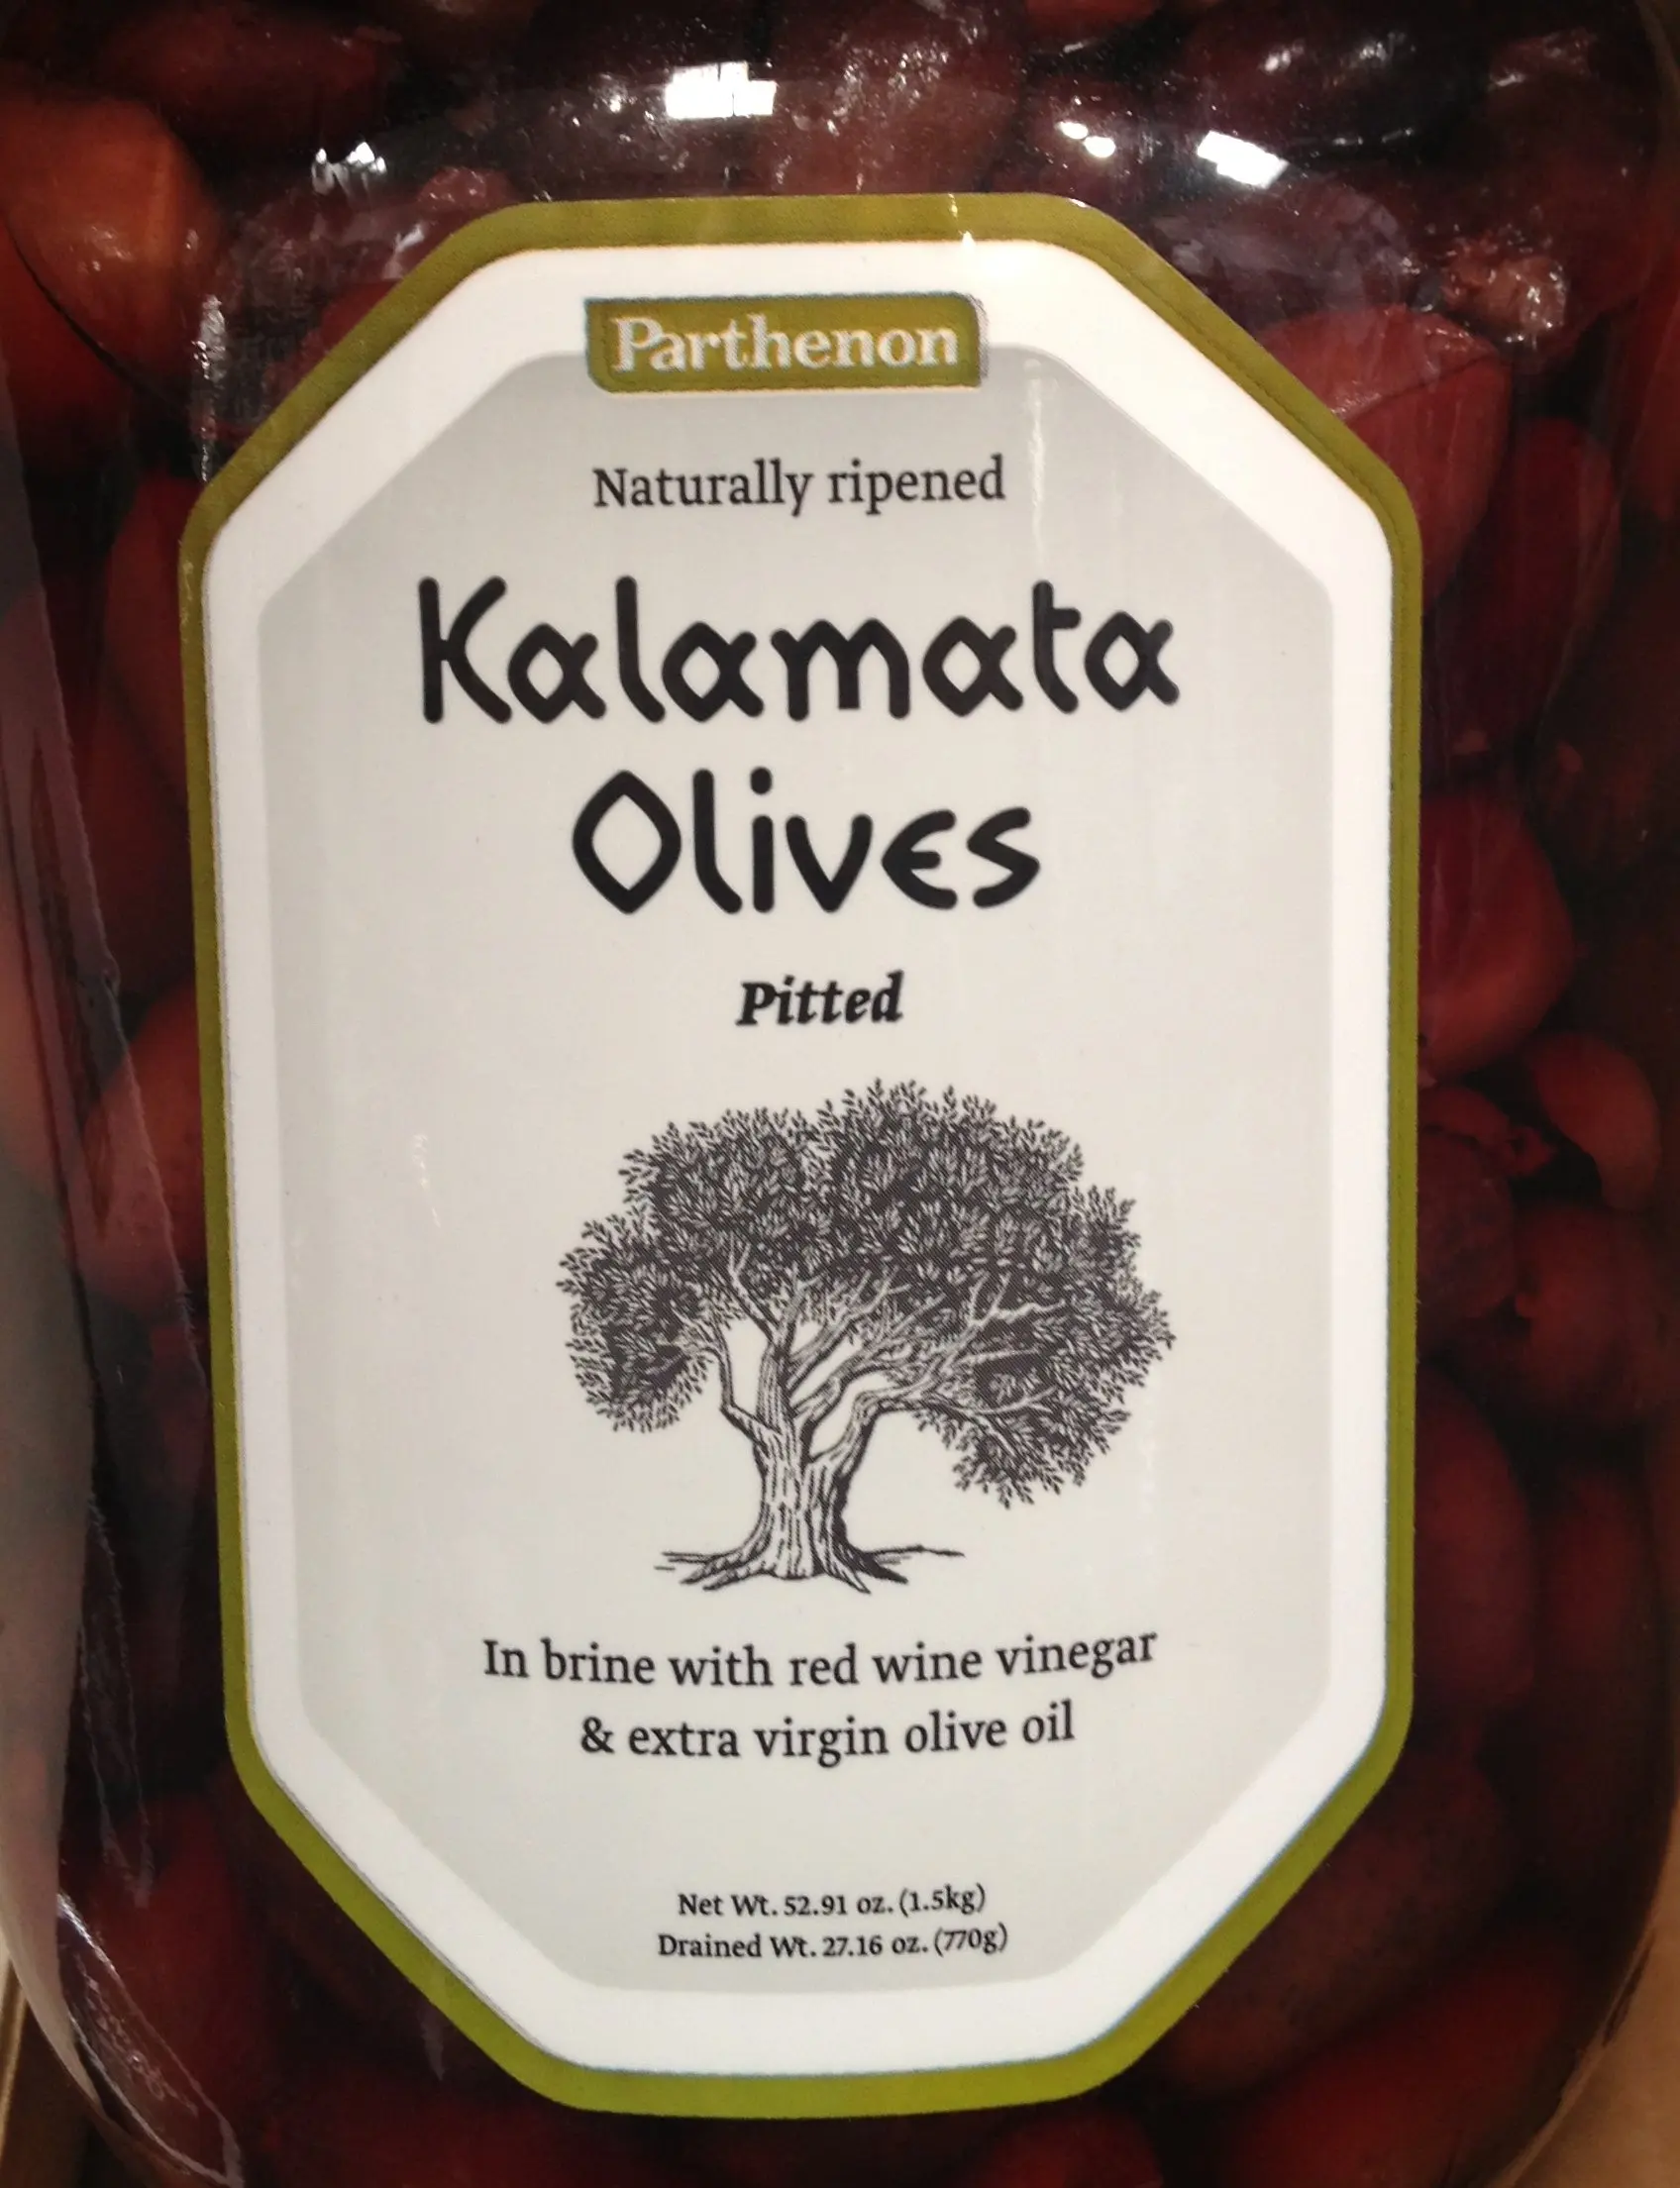 Parthenon
Naturally ripened
Kalamata
Olives
Pitted
In brine with red wine vinegar
& extra virgin olive oil
Net Wt. 52.91 oz. (1.5kg)
Drained Wt. 27.16 oz. (770g)